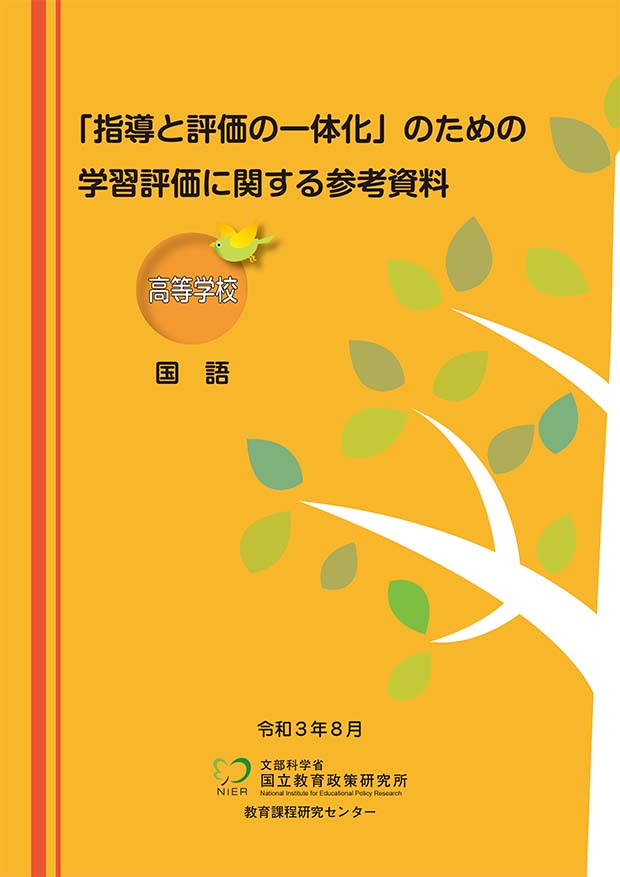 「指導と評価の一体化」のための
学習評価に関する参考資料
高等学校
国 語
令和3年8月
文部科学省
国立教育政策研究所
National Institute for Educational Policy Research
NIER
教育課程研究センター